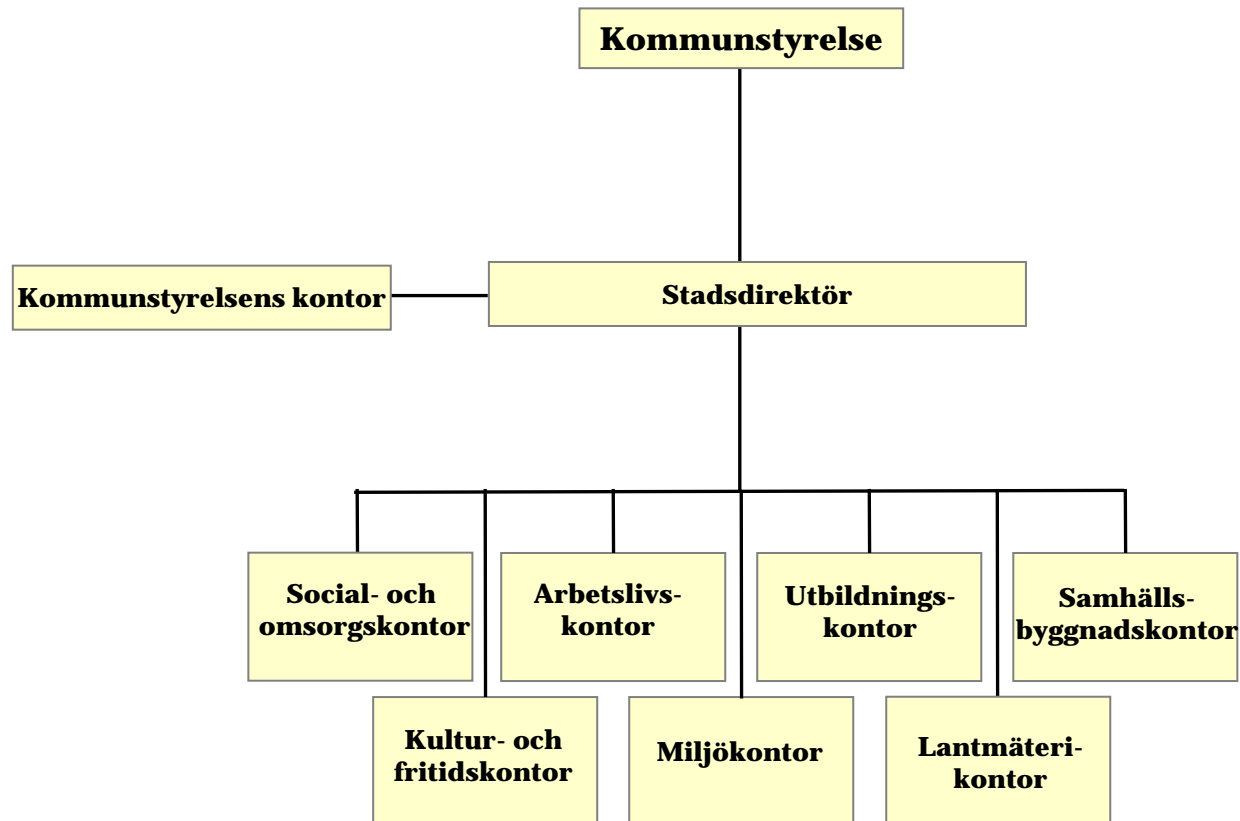 Kommunstyrelse
Kommunstyrelsens kontor
Stadsdirektör
Social- och
omsorgskontor
Arbetslivs-
kontor
Utbildnings-
kontor
Samhälls-
byggnadskontor
Kultur- och
fritidskontor
Miljökontor
Lantmäteri-
kontor